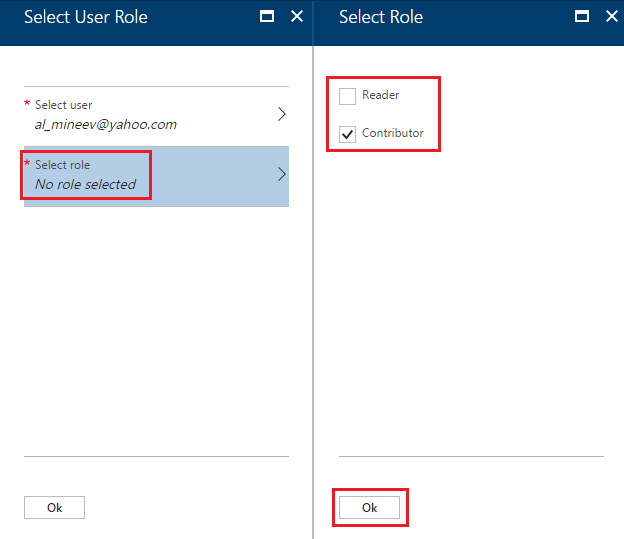 Select User Role
* Select user
al_mineev@yahoo.com
* Select role
No role selected
Ok
Select Role
Reader
Contributor
Ok